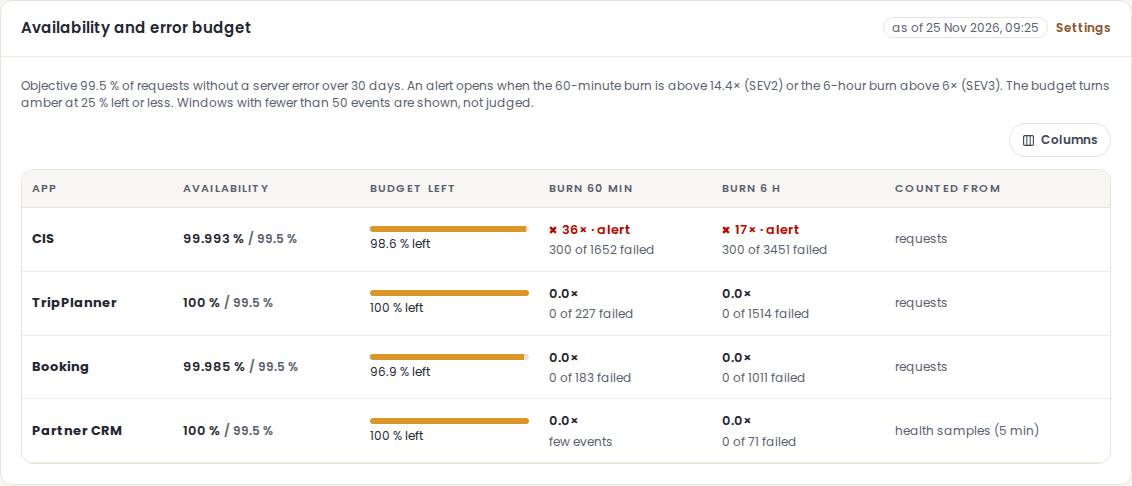 Availability and error budget
as of 25 Nov 2026, 09:25 Settings
Objective 99.5 % of requests without a server error over 30 days. An alert opens when the 60-minute burn is above 14.4× (SEV2) or the 6-hour burn above 6× (SEV3). The budget turns
amber at 25 % left or less. Windows with fewer than 50 events are shown, not judged.
Columns
APP AVAILABILITY BUDGET LEFT BURN 60 MIN BURN 6 H COUNTED FROM
CIS 99.993 % / 99.5 % 98.6 % left ✖ 36× · alert 300 of 1652 failed ✖ 17× · alert 300 of 3451 failed requests
TripPlanner 100 % / 99.5 % 100 % left 0.0× 0 of 227 failed 0.0× 0 of 1514 failed requests
Booking 99.985 % / 99.5 % 96.9 % left 0.0× 0 of 183 failed 0.0× 0 of 1011 failed requests
Partner CRM 100 % / 99.5 % 100 % left 0.0× few events 0.0× 0 of 71 failed health samples (5 min)